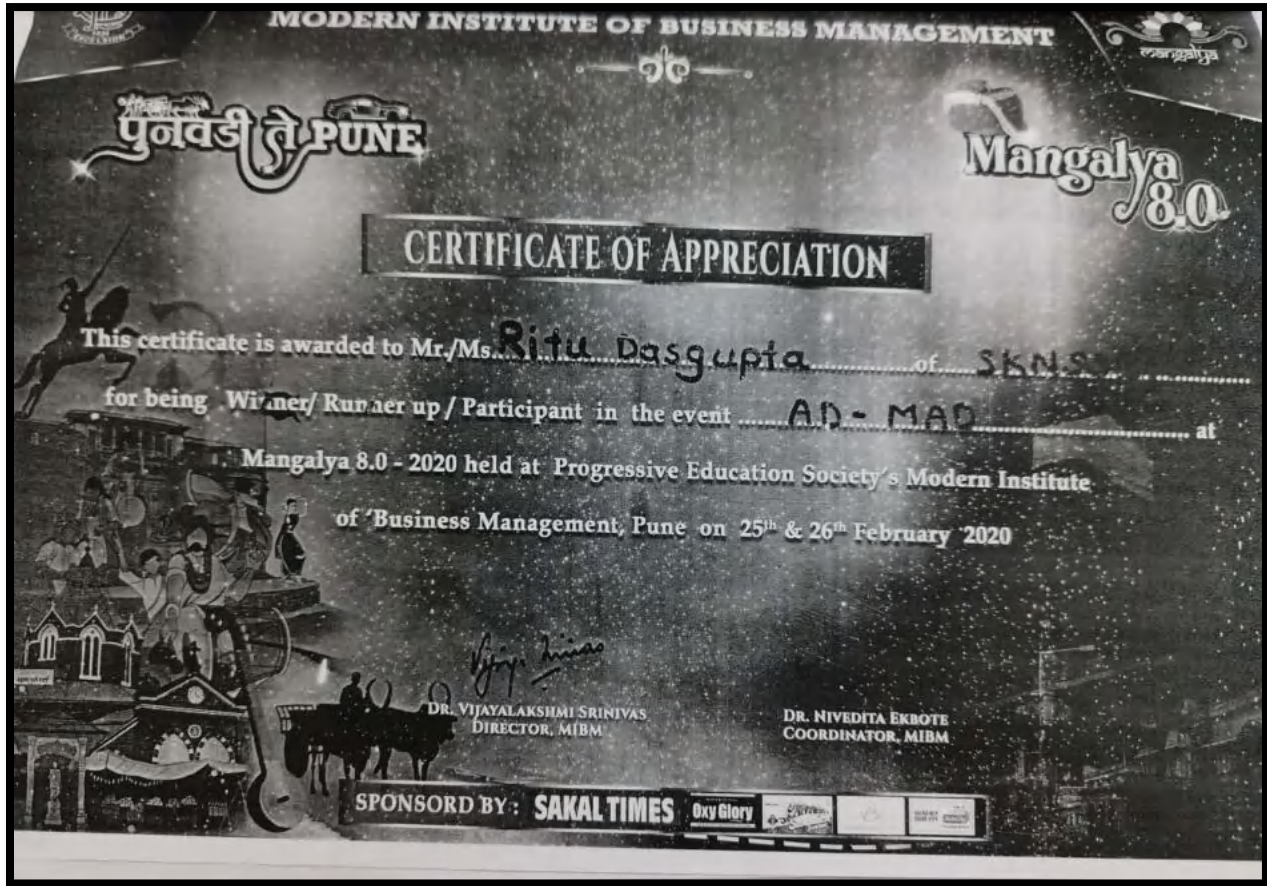 MODERN INSTITUTE OF BUSINESS MANAGEMENT
EXCELSIOR
mangalya
पुनवडी ते PUNE
Mangalya
8.0
CERTIFICATE OF APPRECIATION
This certificate is awarded to Mr./Ms. Ritu Dasgupta of SKN
for being Winner/ Runner up / Participant in the event AD - MAD at
Mangalya 8.0 - 2020 held at Progressive Education Society's Modern Institute
of 'Business Management, Pune on 25th & 26th February 2020
DR. VIJAYALAKSHMI SRINIVAS
DIRECTOR, MIBM
DR. NIVEDITA EKBOTE
COORDINATOR, MIBM
SPONSORD BY : SAKAL TIMES Oxy Glory